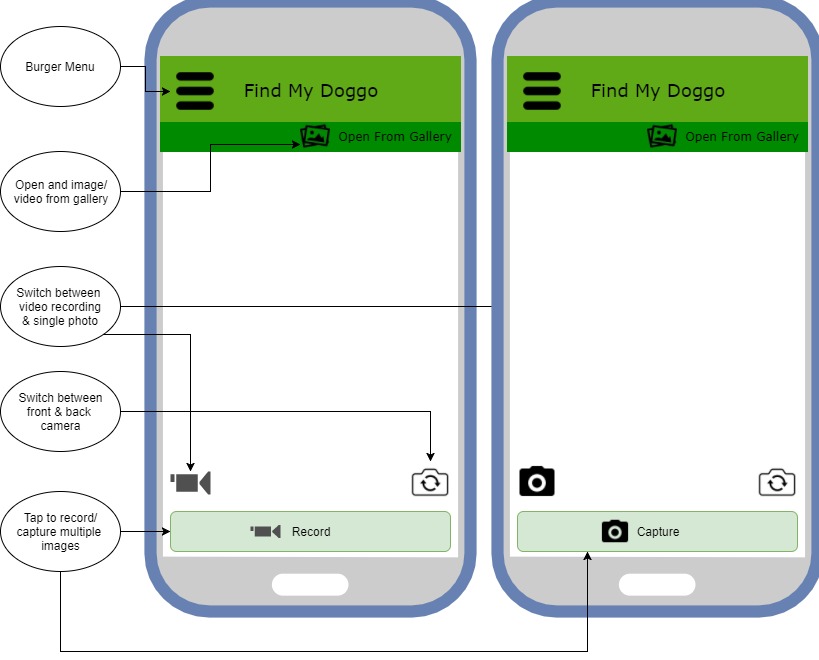 Burger Menu
Find My Doggo
Find My Doggo
Open From Gallery
Open From Gallery
Open and image/
video from gallery
Switch between
video recording
& single photo
Switch between
front & back
camera
Tap to record/
capture multiple
images
Record
Capture